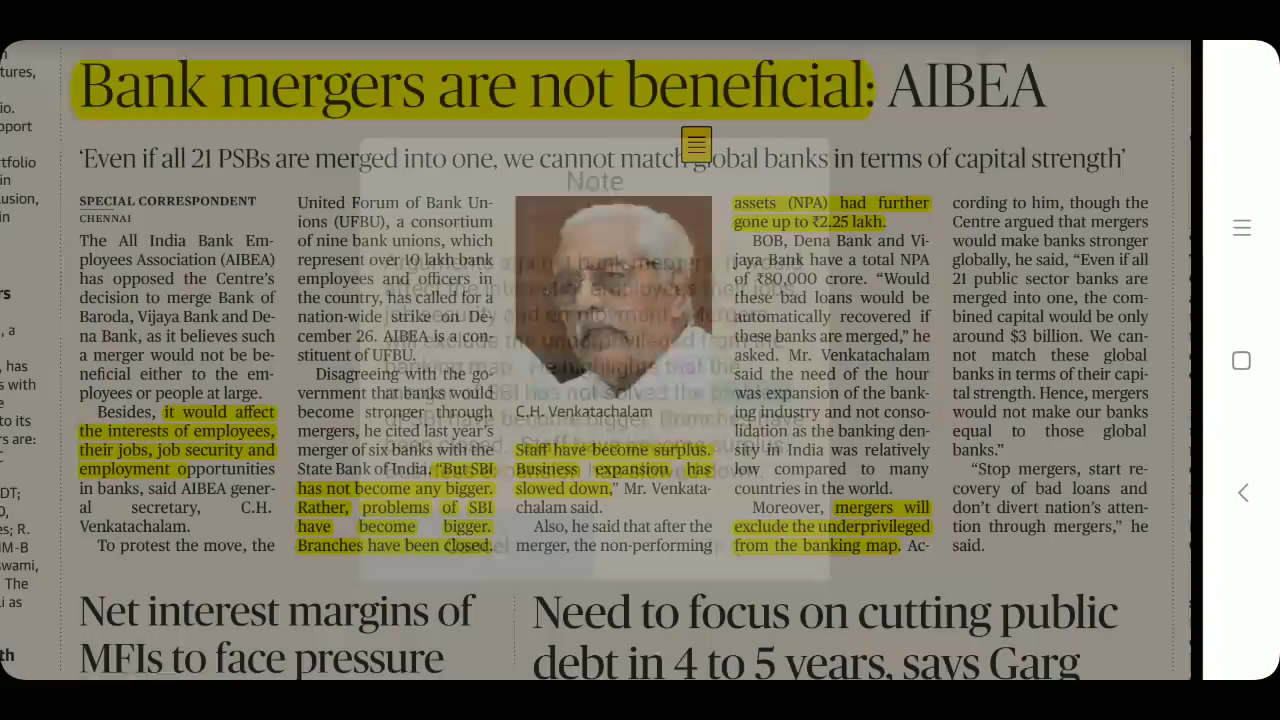 Bank mergers are not beneficial: AIBEA
'Even if all 21 PSBs are merged into one, we cannot match global banks in terms of capital strength'
Note
SPECIAL CORRESPONDENT
CHENNAI
The All India Bank Em-
ployees Association (AIBEA)
has opposed the Centre's
decision to merge Bank of
Baroda, Vijaya Bank and De-
na Bank, as it believes such
a merger would not be be-
neficial either to the em-
ployees or people at large.
Besides, it would affect
the interests of employees,
their jobs, job security and
employment opportunities
in banks, said AIBEA gener-
al secretary, C.H.
Venkatachalam.
To protest the move, the
United Forum of Bank Un-
ions (UFBU), a consortium
of nine bank unions, which
represent over 10 lakh bank
employees and officers in
the country, has called for a
nation-wide strike on De-
cember 26. AIBEA is a con-
stituent of UFBU.
Disagreeing with the go-
vernment that banks would
become stronger through
mergers, he cited last year's
merger of six banks with the
State Bank of India. "But SBI
has not become any bigger.
Rather, problems of SBI
have become bigger.
Branches have been closed.
C.H. Venkatachalam
Staff have become surplus.
Business expansion has
slowed down," Mr. Venkata-
chalam said.
Also, he said that after the
merger, the non-performing
assets (NPA) had further
gone up to ₹2.25 lakh.
BOB, Dena Bank and Vi-
jaya Bank have a total NPA
of ₹80,000 crore. "Would
these bad loans would be
automatically recovered if
these banks are merged," he
asked. Mr. Venkatachalam
said the need of the hour
was expansion of the bank-
ing industry and not conso-
lidation as the banking den-
sity in India was relatively
low compared to many
countries in the world.
Moreover, mergers will
exclude the underprivileged
from the banking map. Ac-
cording to him, though the
Centre argued that mergers
would make banks stronger
globally, he said, "Even if all
21 public sector banks are
merged into one, the com-
bined capital would be only
around $3 billion. We can-
not match these global
banks in terms of their capi-
tal strength. Hence, mergers
would not make our banks
equal to those global
banks."
"Stop mergers, start re-
covery of bad loans and
don't divert nation's atten-
tion through mergers," he
said.
Net interest margins of
MFIs to face pressure
Need to focus on cutting public
debt in 4 to 5 years, says Garg